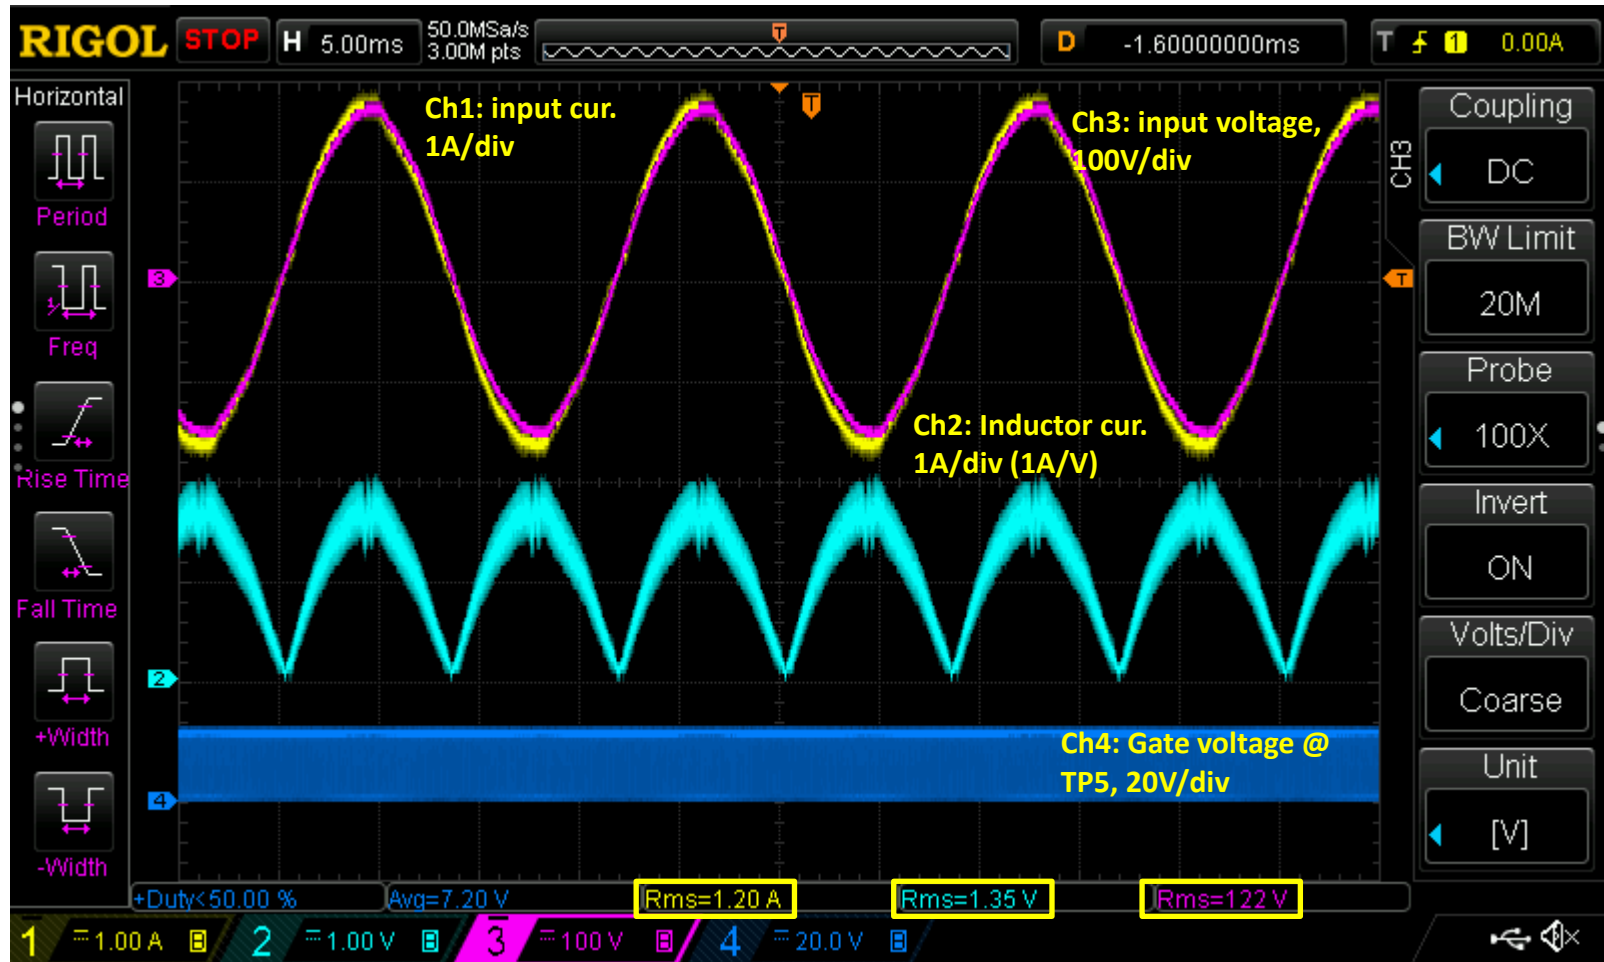 RIGOL STOP H 5.00ms 50.0MSa/s D -1.60000000ms T 1 0.00A
3.00M pts
T
Horizontal
Period
Freq
Rise Time
Fall Time
+Width
-Width
Ch1: input cur.
1A/div
T
Ch3: input voltage,
100V/div
3
T
Ch2: Inductor cur.
1A/div (1A/V)
2
Ch4: Gate voltage @
TP5, 20V/div
4
CH3
Coupling
DC
BW Limit
20M
Probe
100X
Invert
ON
Volts/Div
Coarse
Unit
[V]
+Duty<50.00 % Avg=7.20 V Rms=1.20 A Rms=1.35 V Rms=122 V
1 1.00 A B 2 1.00 V B 3 100 V B 4 20.0 V B